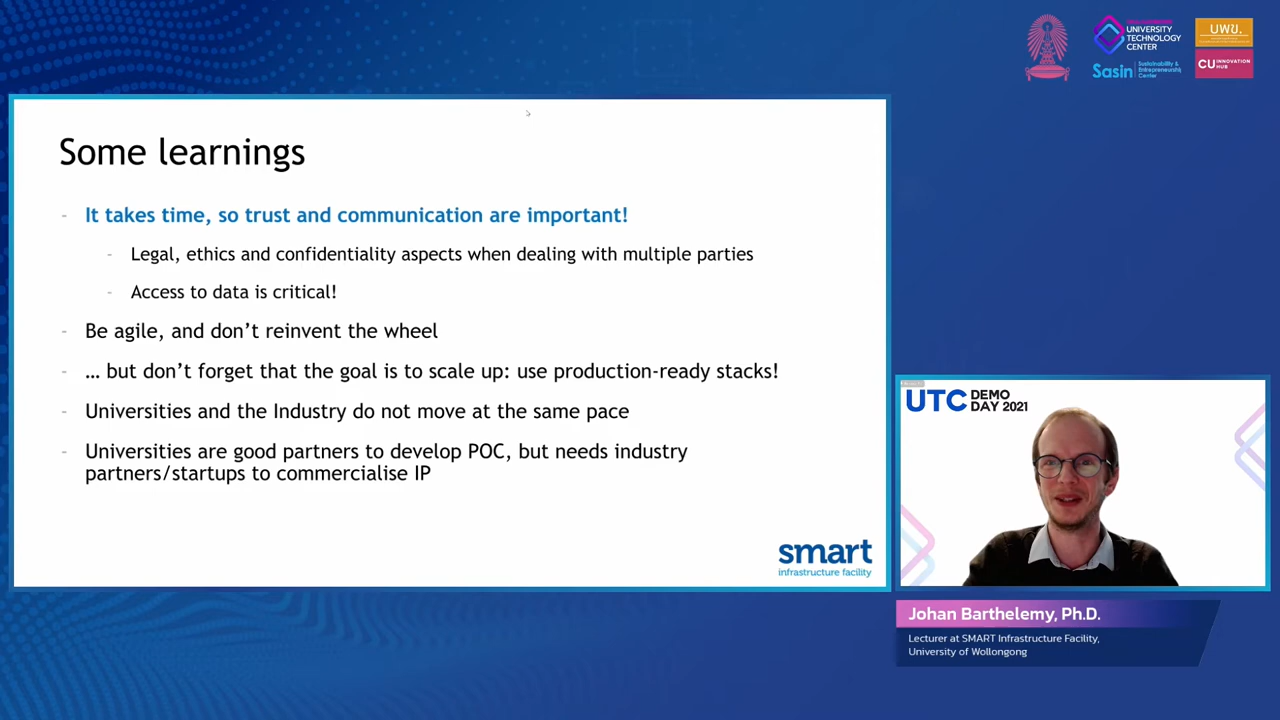 UNIVERSITY
TECHNOLOGY
CENTER
Sasin
Sustainability &
Entrepreneurship
Center
UWU.
CU INNOVATION
HUB
Some learnings
- It takes time, so trust and communication are important!
- Legal, ethics and confidentiality aspects when dealing with multiple parties
- Access to data is critical!
- Be agile, and don't reinvent the wheel
- … but don't forget that the goal is to scale up: use production-ready stacks!
- Universities and the Industry do not move at the same pace
- Universities are good partners to develop POC, but needs industry
partners/startups to commercialise IP
smart
infrastructure facility
UTC DEMO
DAY 2021
Johan Barthelemy, Ph.D.
Lecturer at SMART Infrastructure Facility,
University of Wollongong